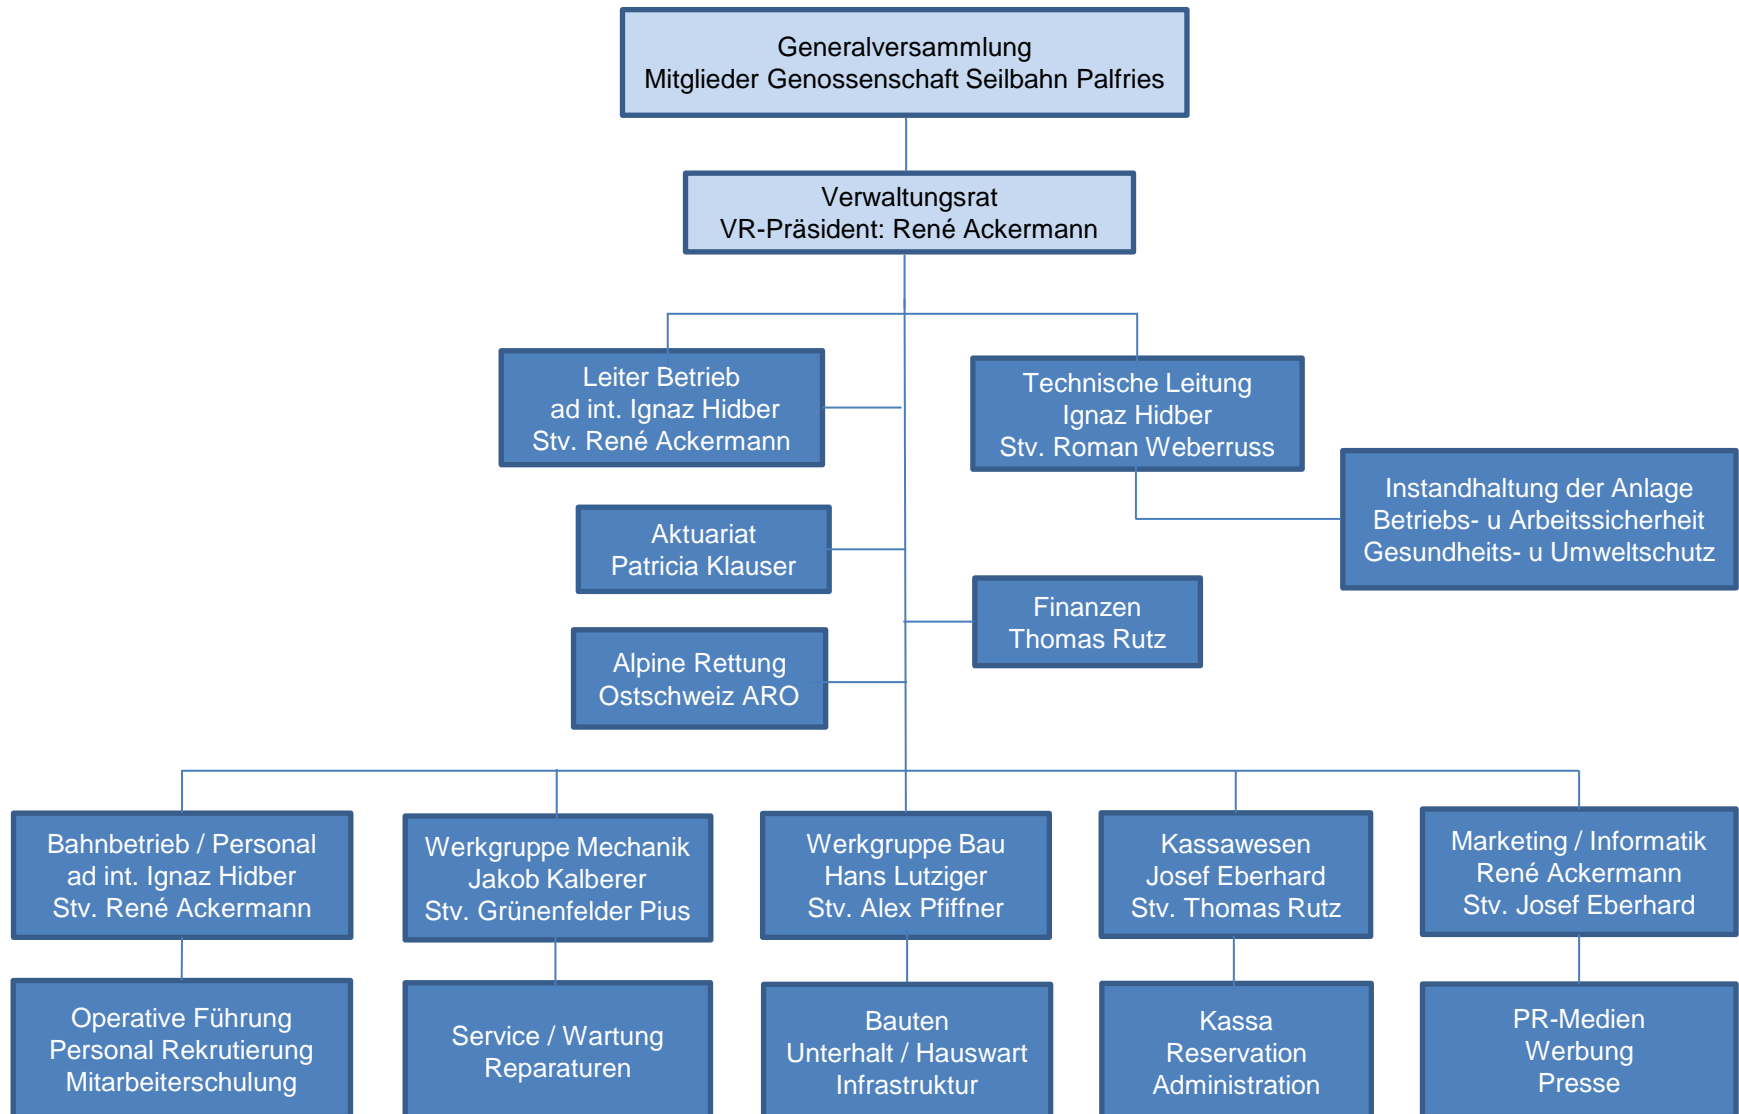 Generalversammlung
Mitglieder Genossenschaft Seilbahn Palfries
Verwaltungsrat
VR-Präsident: René Ackermann
Leiter Betrieb
ad int. Ignaz Hidber
Stv. René Ackermann
Technische Leitung
Ignaz Hidber
Stv. Roman Weberruss
Instandhaltung der Anlage
Betriebs- u Arbeitssicherheit
Gesundheits- u Umweltschutz
Aktuariat
Patricia Klauser
Finanzen
Thomas Rutz
Alpine Rettung
Ostschweiz ARO
Bahnbetrieb / Personal
ad int. Ignaz Hidber
Stv. René Ackermann
Werkgruppe Mechanik
Jakob Kalberer
Stv. Grünenfelder Pius
Werkgruppe Bau
Hans Lutziger
Stv. Alex Pfiffner
Kassawesen
Josef Eberhard
Stv. Thomas Rutz
Marketing / Informatik
René Ackermann
Stv. Josef Eberhard
Operative Führung
Personal Rekrutierung
Mitarbeiterschulung
Service / Wartung
Reparaturen
Bauten
Unterhalt / Hauswart
Infrastruktur
Kassa
Reservation
Administration
PR-Medien
Werbung
Presse